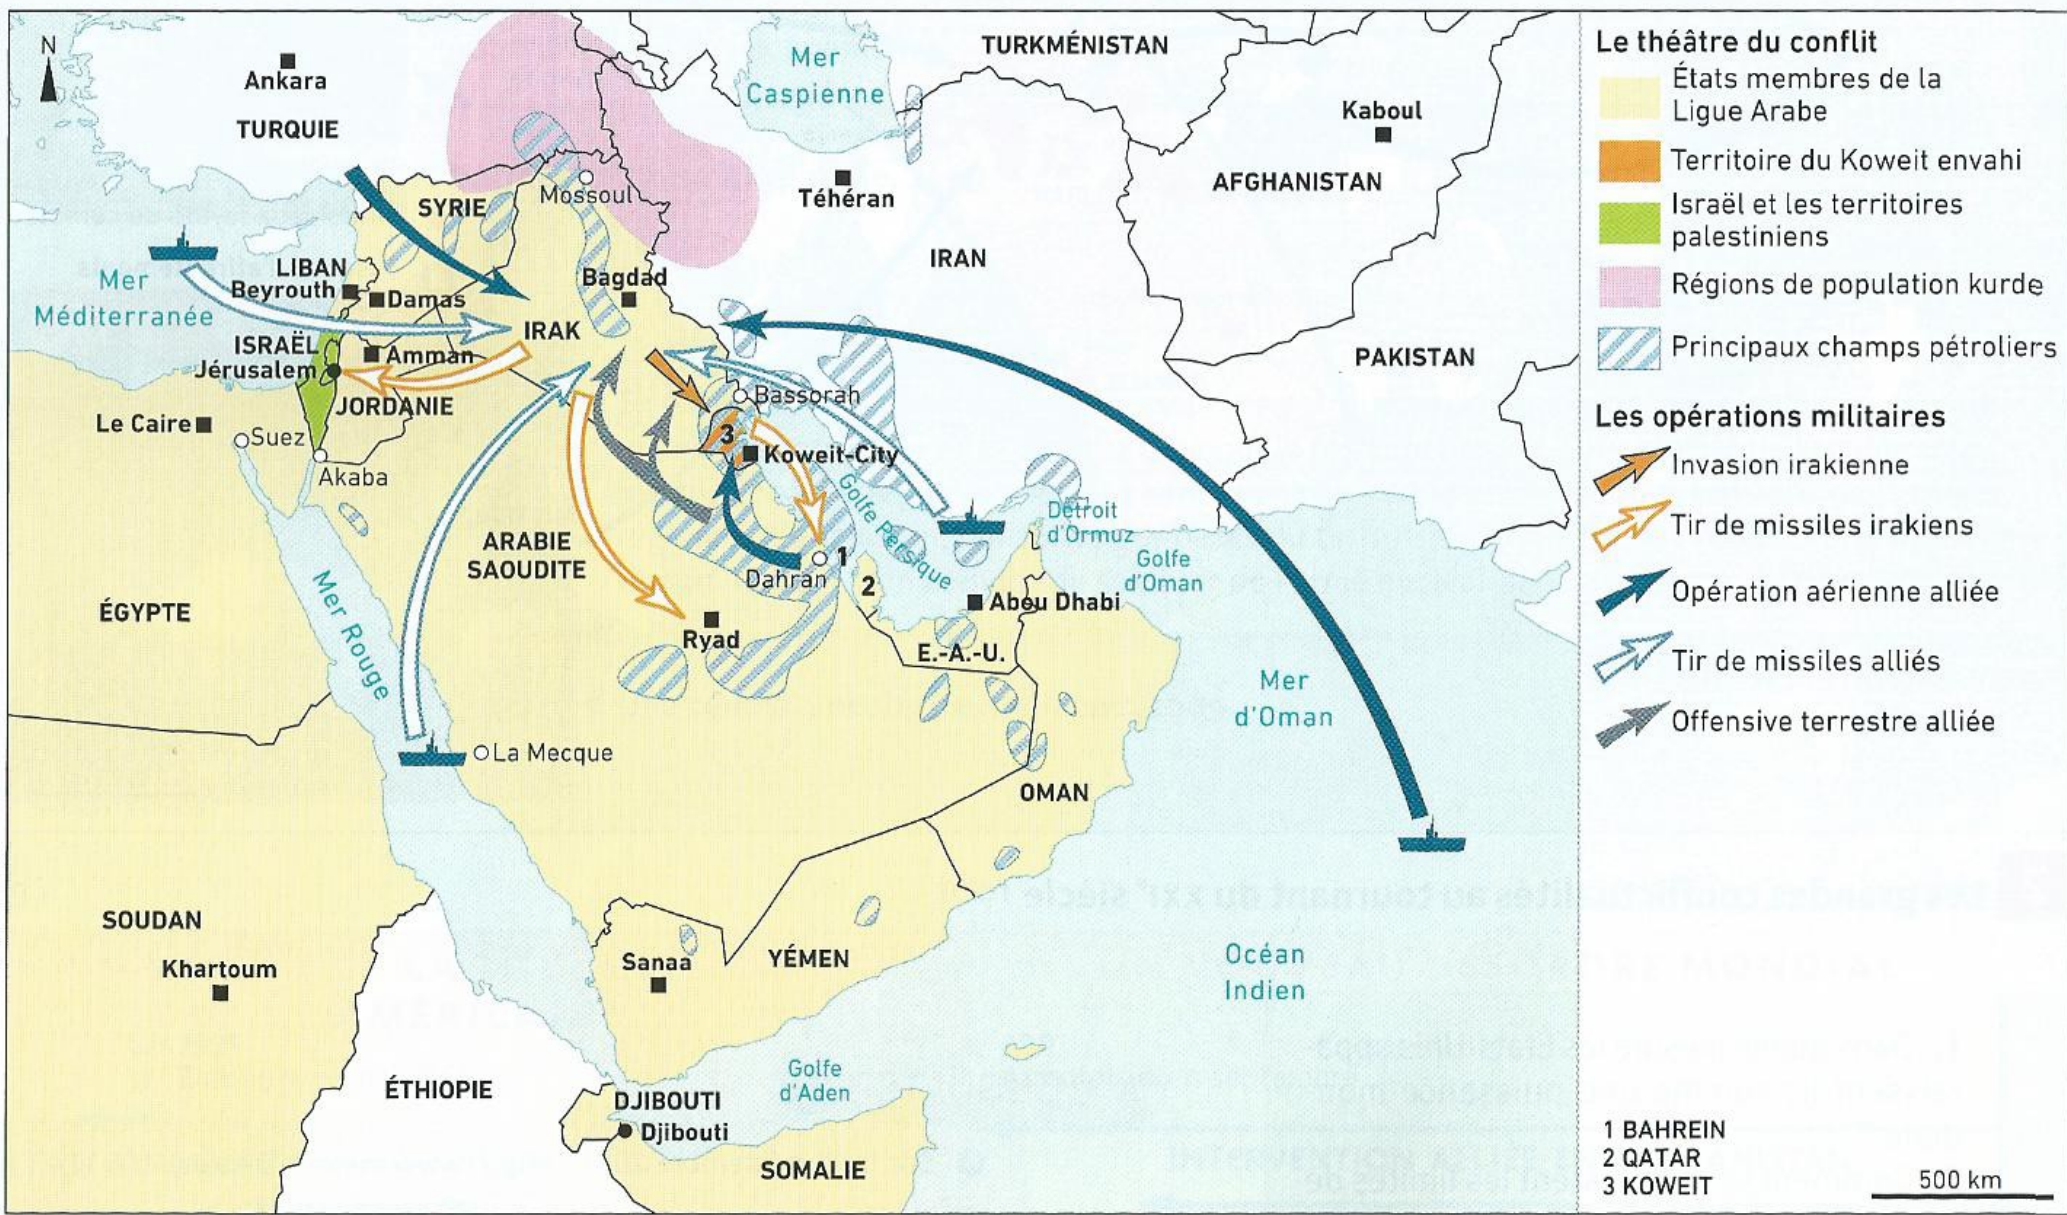 N
Ankara
TURQUIE
Mer
Caspienne
TURKMÉNISTAN
Kaboul
AFGHANISTAN
Téhéran
IRAN
PAKISTAN
Mossoul
SYRIE
Bagdad
LIBAN
Beyrouth
Damas
Mer
Méditerranée
IRAK
ISRAËL
Jérusalem
Amman
JORDANIE
Le Caire
Suez
Akaba
Bassorah
3
Koweit-City
Golfe Persique
Détroit
d'Ormuz
Golfe
d'Oman
ARABIE
SAOUDITE
Dahran
1
2
Abou Dhabi
E.-A.-U.
Ryad
ÉGYPTE
Mer Rouge
La Mecque
Mer
d'Oman
OMAN
SOUDAN
Khartoum
Sanaa
YÉMEN
Océan
Indien
ÉTHIOPIE
Golfe
d'Aden
DJIBOUTI
Djibouti
SOMALIE
Le théâtre du conflit
États membres de la
Ligue Arabe
Territoire du Koweit envahi
Israël et les territoires
palestiniens
Régions de population kurde
Principaux champs pétroliers
Les opérations militaires
Invasion irakienne
Tir de missiles irakiens
Opération aérienne alliée
Tir de missiles alliés
Offensive terrestre alliée
1 BAHREIN
2 QATAR
3 KOWEIT
500 km